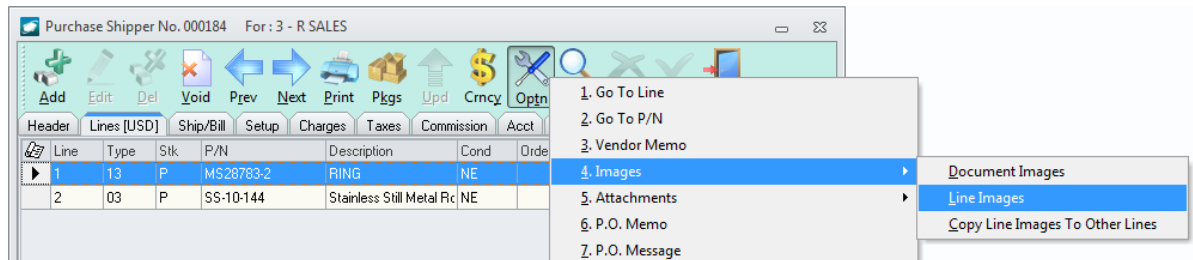 Purchase Shipper No. 000184 For : 3 - R SALES
Add Edit Del Void Prev Next Print Pkgs Upd Crncy Optn
Header Lines [USD] Ship/Bill Setup Charges Taxes Commission Acct
Line Type Stk P/N Description Cond Orde
1 13 P MS28783-2 RING NE
2 03 P SS-10-144 Stainless Still Metal Rc NE
1. Go To Line
2. Go To P/N
3. Vendor Memo
4. Images
5. Attachments
6. P.O. Memo
7. P.O. Message
Document Images
Line Images
Copy Line Images To Other Lines